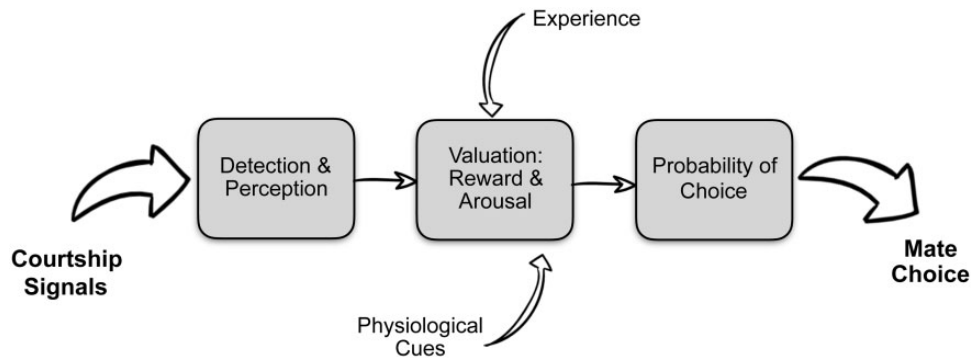 Experience
Courtship
Signals
Detection &
Perception
Valuation:
Reward &
Arousal
Probability of
Choice
Mate
Choice
Physiological
Cues